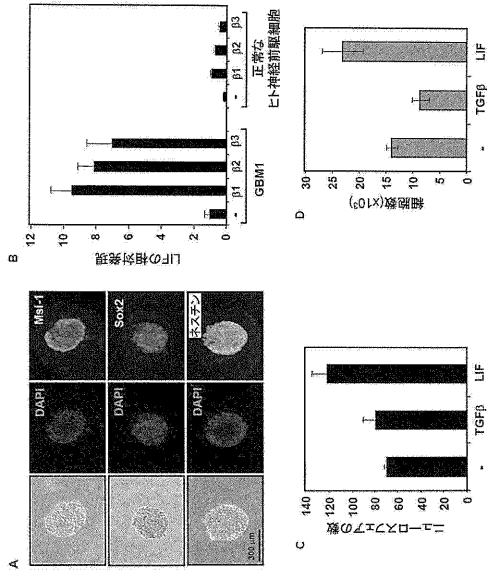 A
Msi-1
DAPI
Sox2
DAPI
ネスチン
DAPI
300 μm
B
LIFの相対発現
12
10
8
6
4
2
0
- β1 β2 β3
GBM1
- β1 β2 β3
正常な
ヒト神経前駆細胞
C
ニューロスフェアの数
140
120
100
80
60
40
20
0
- TGFβ LIF
D
細胞数(x10³)
30
25
20
15
10
5
0
- TGFβ LIF